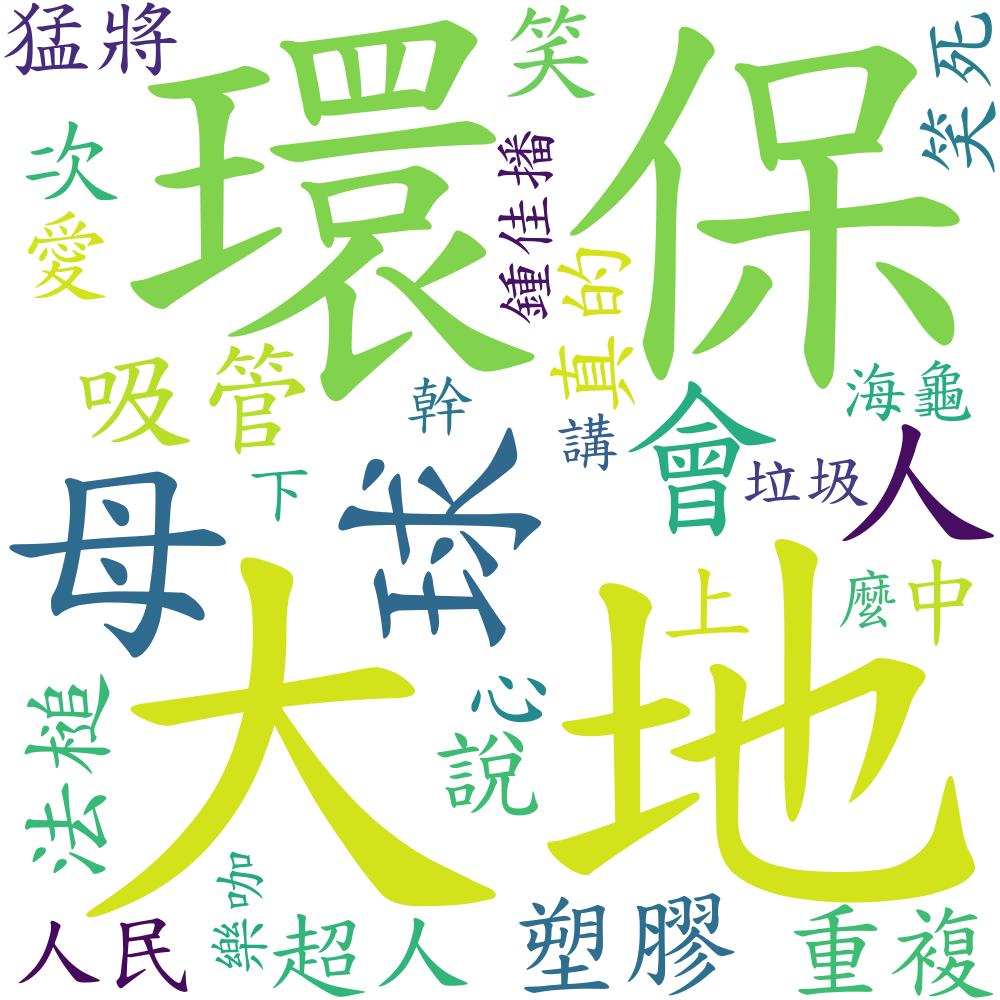 猛將
環保
笑
笑死
次
愛
鍾佳播
真的
吸管
幹
講
會
海龜
垃圾
人
下
母
球
大地
上
麼
中
心
說
法槌
人民
樂咖
超人
塑膠
重複